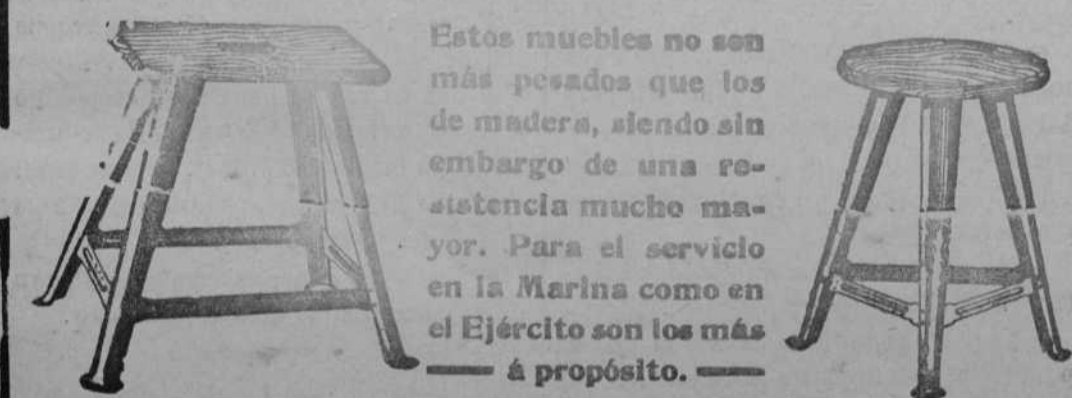 Estos muebles no son
más pesados que los
de madera, siendo sin
embargo de una re-
sistencia mucho ma-
yor. Para el servicio
en la Marina como en
el Ejército son los más
á propósito.